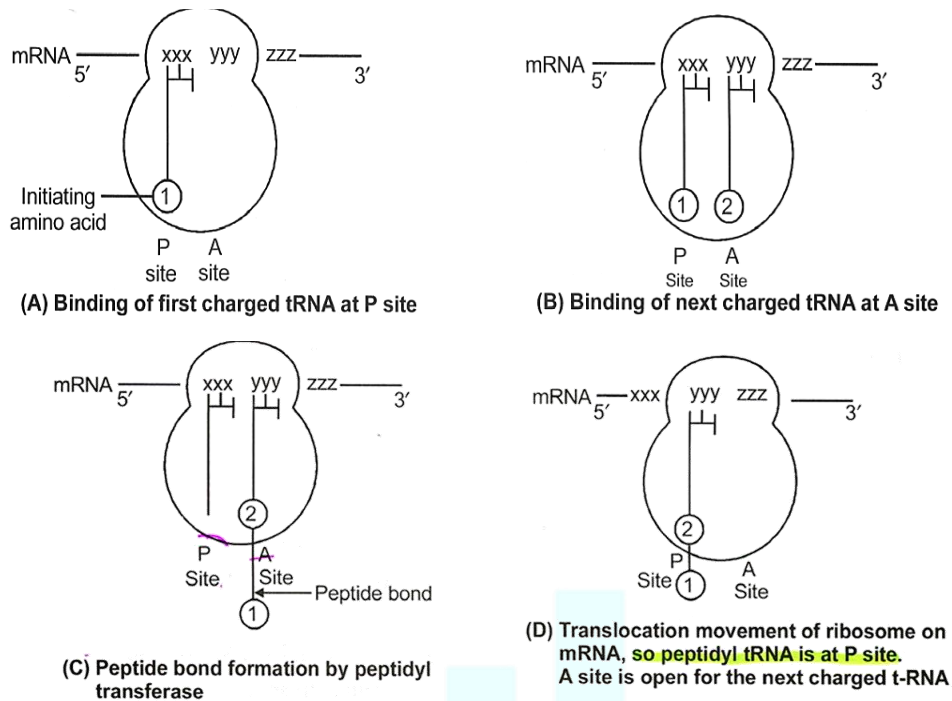 mRNA
5′
xxx
yyy
zzz
3′
Initiating
amino acid
1
P
site
A
site
(A) Binding of first charged tRNA at P site
mRNA
5′
xxx
yyy
zzz
3′
1
2
P
Site
A
Site
(B) Binding of next charged tRNA at A site
mRNA
5′
xxx
yyy
zzz
3′
2
P
Site
A
Site
Peptide bond
1
(C) Peptide bond formation by peptidyl
transferase
mRNA
5′
xxx
yyy
zzz
3′
2
P
Site
1
A
Site
(D) Translocation movement of ribosome on
mRNA, so peptidyl tRNA is at P site.
A site is open for the next charged t-RNA